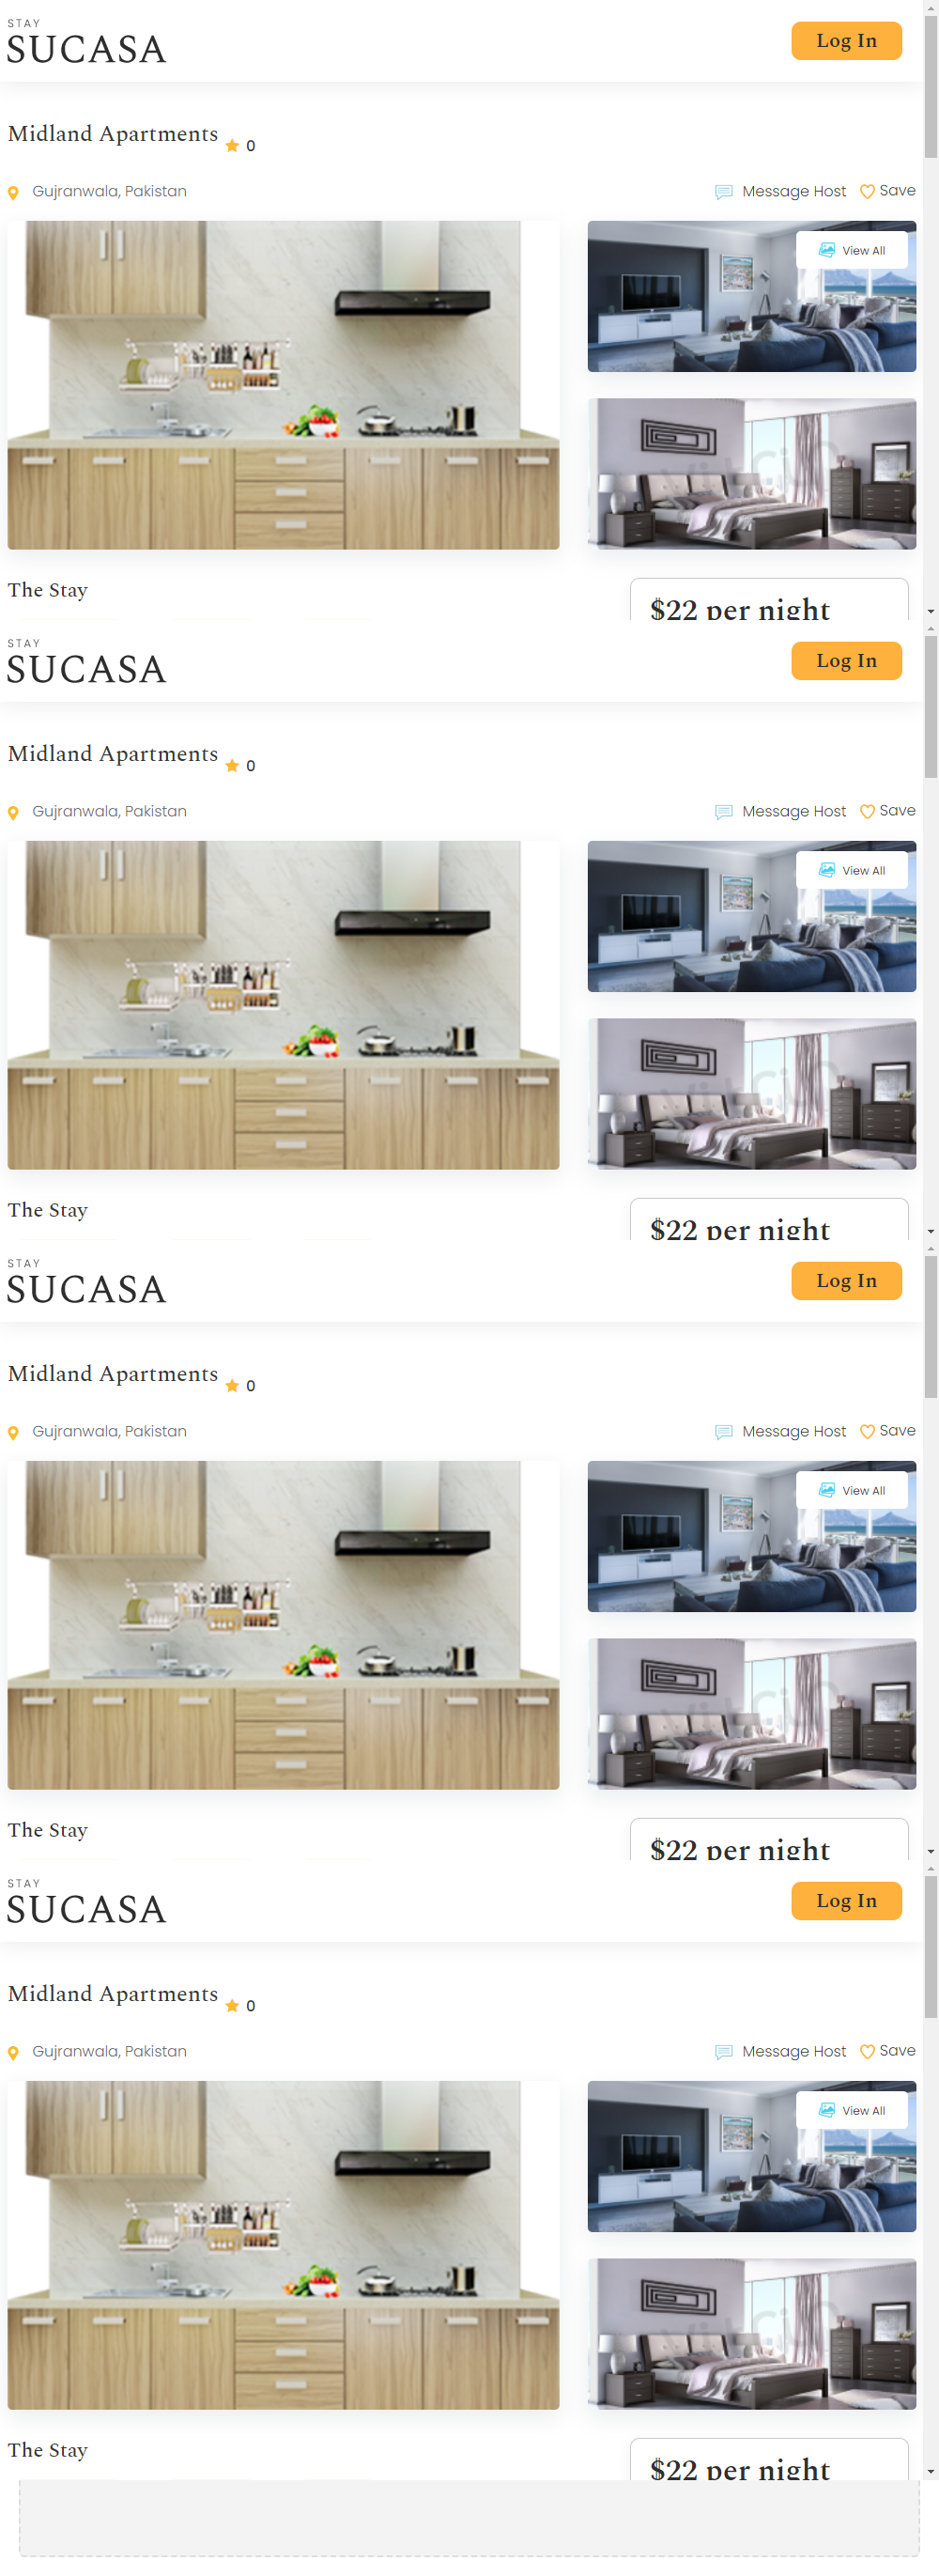 STAY
SUCASA
Log In
Midland Apartments 0
Gujranwala, Pakistan
Message Host Save
View All
The Stay
$22 per night
STAY
SUCASA
Log In
Midland Apartments 0
Gujranwala, Pakistan
Message Host Save
View All
The Stay
$22 per night
STAY
SUCASA
Log In
Midland Apartments 0
Gujranwala, Pakistan
Message Host Save
View All
The Stay
$22 per night
STAY
SUCASA
Log In
Midland Apartments 0
Gujranwala, Pakistan
Message Host Save
View All
The Stay
$22 per night